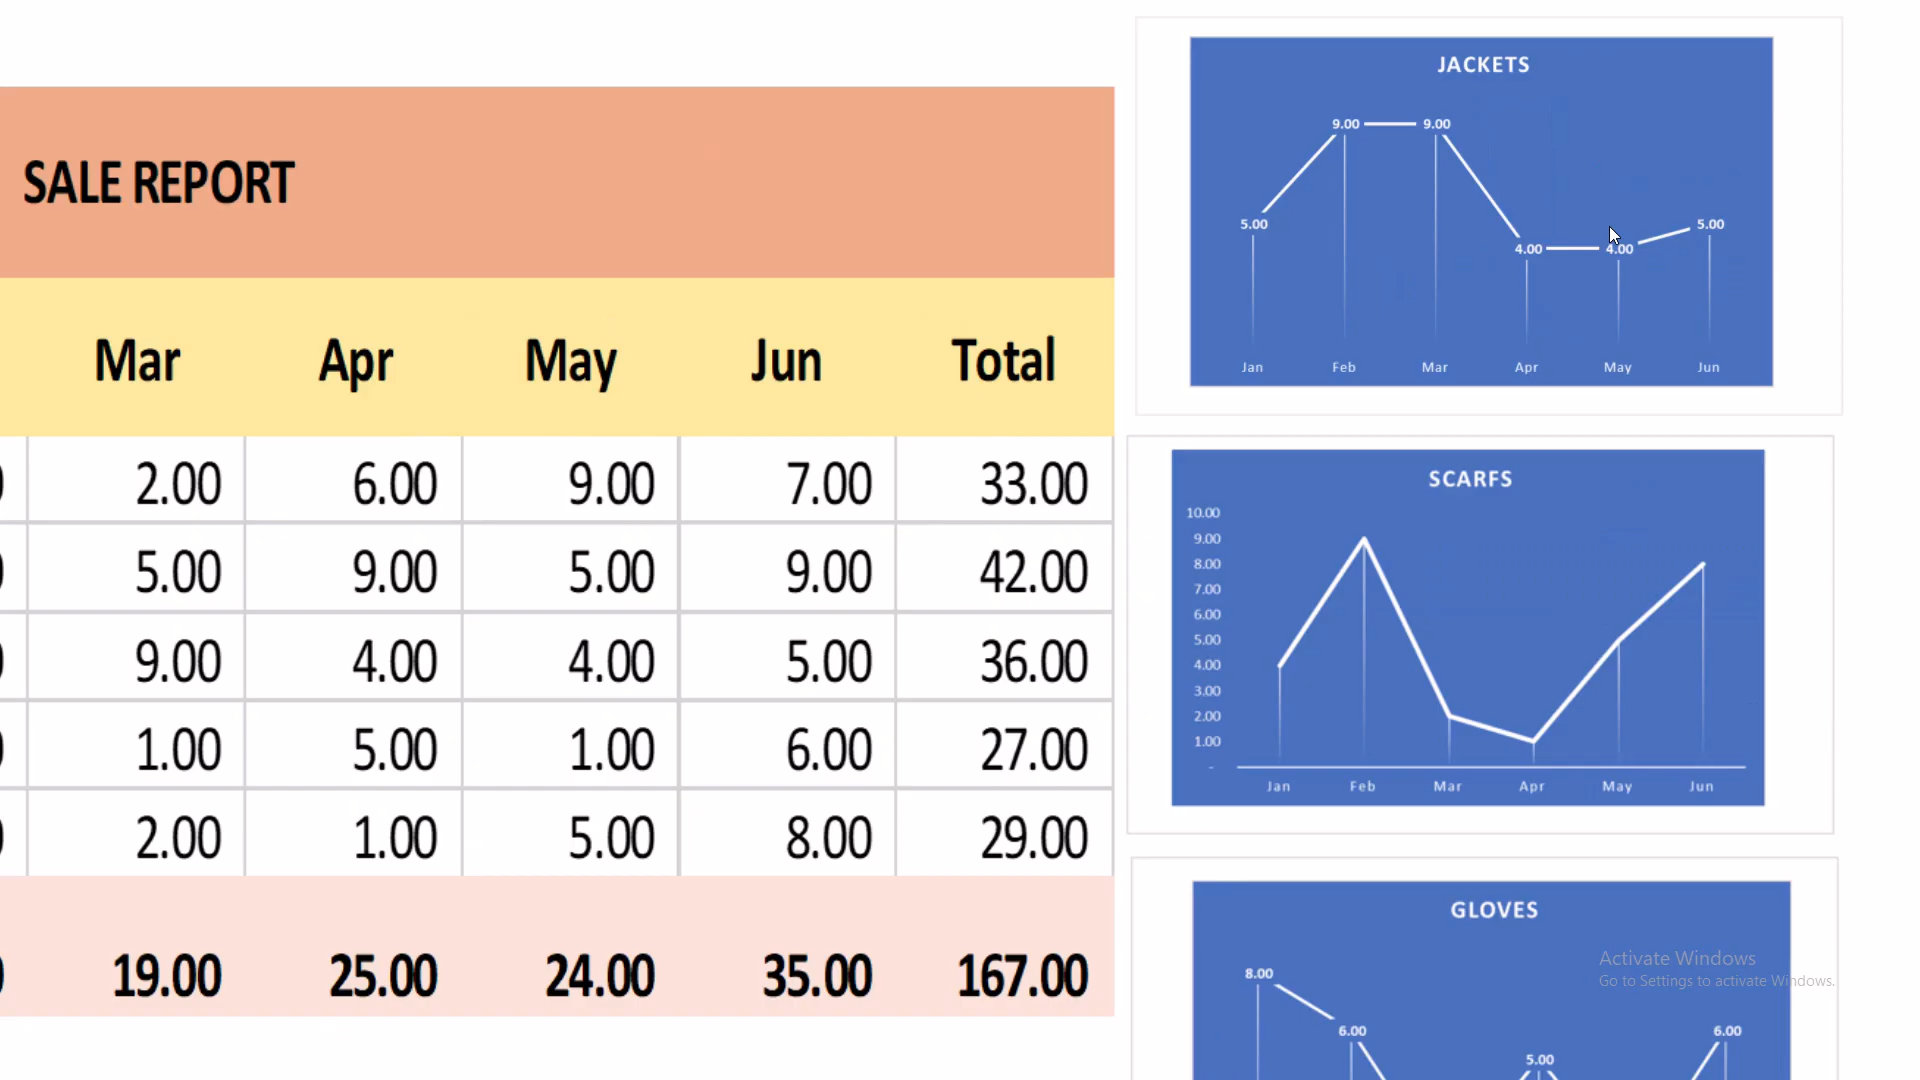 SALE REPORT
Mar Apr May Jun Total
2.00 6.00 9.00 7.00 33.00
5.00 9.00 5.00 9.00 42.00
9.00 4.00 4.00 5.00 36.00
1.00 5.00 1.00 6.00 27.00
2.00 1.00 5.00 8.00 29.00
19.00 25.00 24.00 35.00 167.00
JACKETS
9.00 9.00
5.00 5.00
4.00 4.00
Jan Feb Mar Apr May Jun
SCARFS
10.00
9.00
8.00
7.00
6.00
5.00
4.00
3.00
2.00
1.00
-
Jan Feb Mar Apr May Jun
GLOVES
8.00
6.00 6.00
5.00
Activate Windows
Go to Settings to activate Windows.